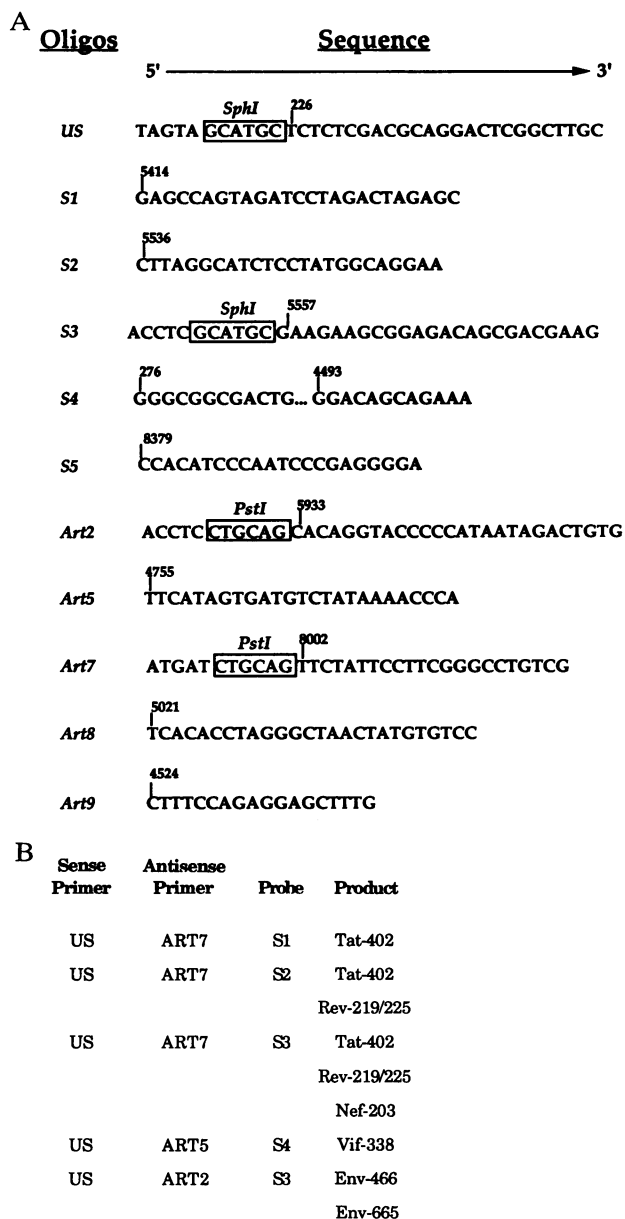 A
Oligos Sequence
5' 3'
SphI 226
US TAGTA GCATGC TCTCTCGACGCAGGACTCGGCTTGC
5414
S1 GAGCCAGTAGATCCTAGACTAGAGC
5536
S2 CTTAGGCATCTCCTATGGCAGGAA
SphI 5557
S3 ACCTC GCATGC GAAGAAGCGGAGACAGCGACGAAG
276 4493
S4 GGGCGGCGACTG... GGACAGCAGAAA
8379
S5 CCACATCCCAATCCCGAGGGGA
PstI 5933
Art2 ACCTC CTGCAG CACAGGTACCCCCATAATAGACTGTG
4755
Art5 TTCATAGTGATGTCTATAAAACCCA
PstI 8002
Art7 ATGAT CTGCAG TTCTATTCCTTCGGGCCTGTCG
5021
Art8 TCACACCTAGGGCTAACTATGTGTCC
4524
Art9 CTTTCCAGAGGAGCTTTG
B
Sense Antisense
Primer Primer Probe Product
US ART7 S1 Tat-402
US ART7 S2 Tat-402
Rev-219/225
US ART7 S3 Tat-402
Rev-219/225
Nef-203
US ART5 S4 Vif-338
US ART2 S3 Env-466
Env-665